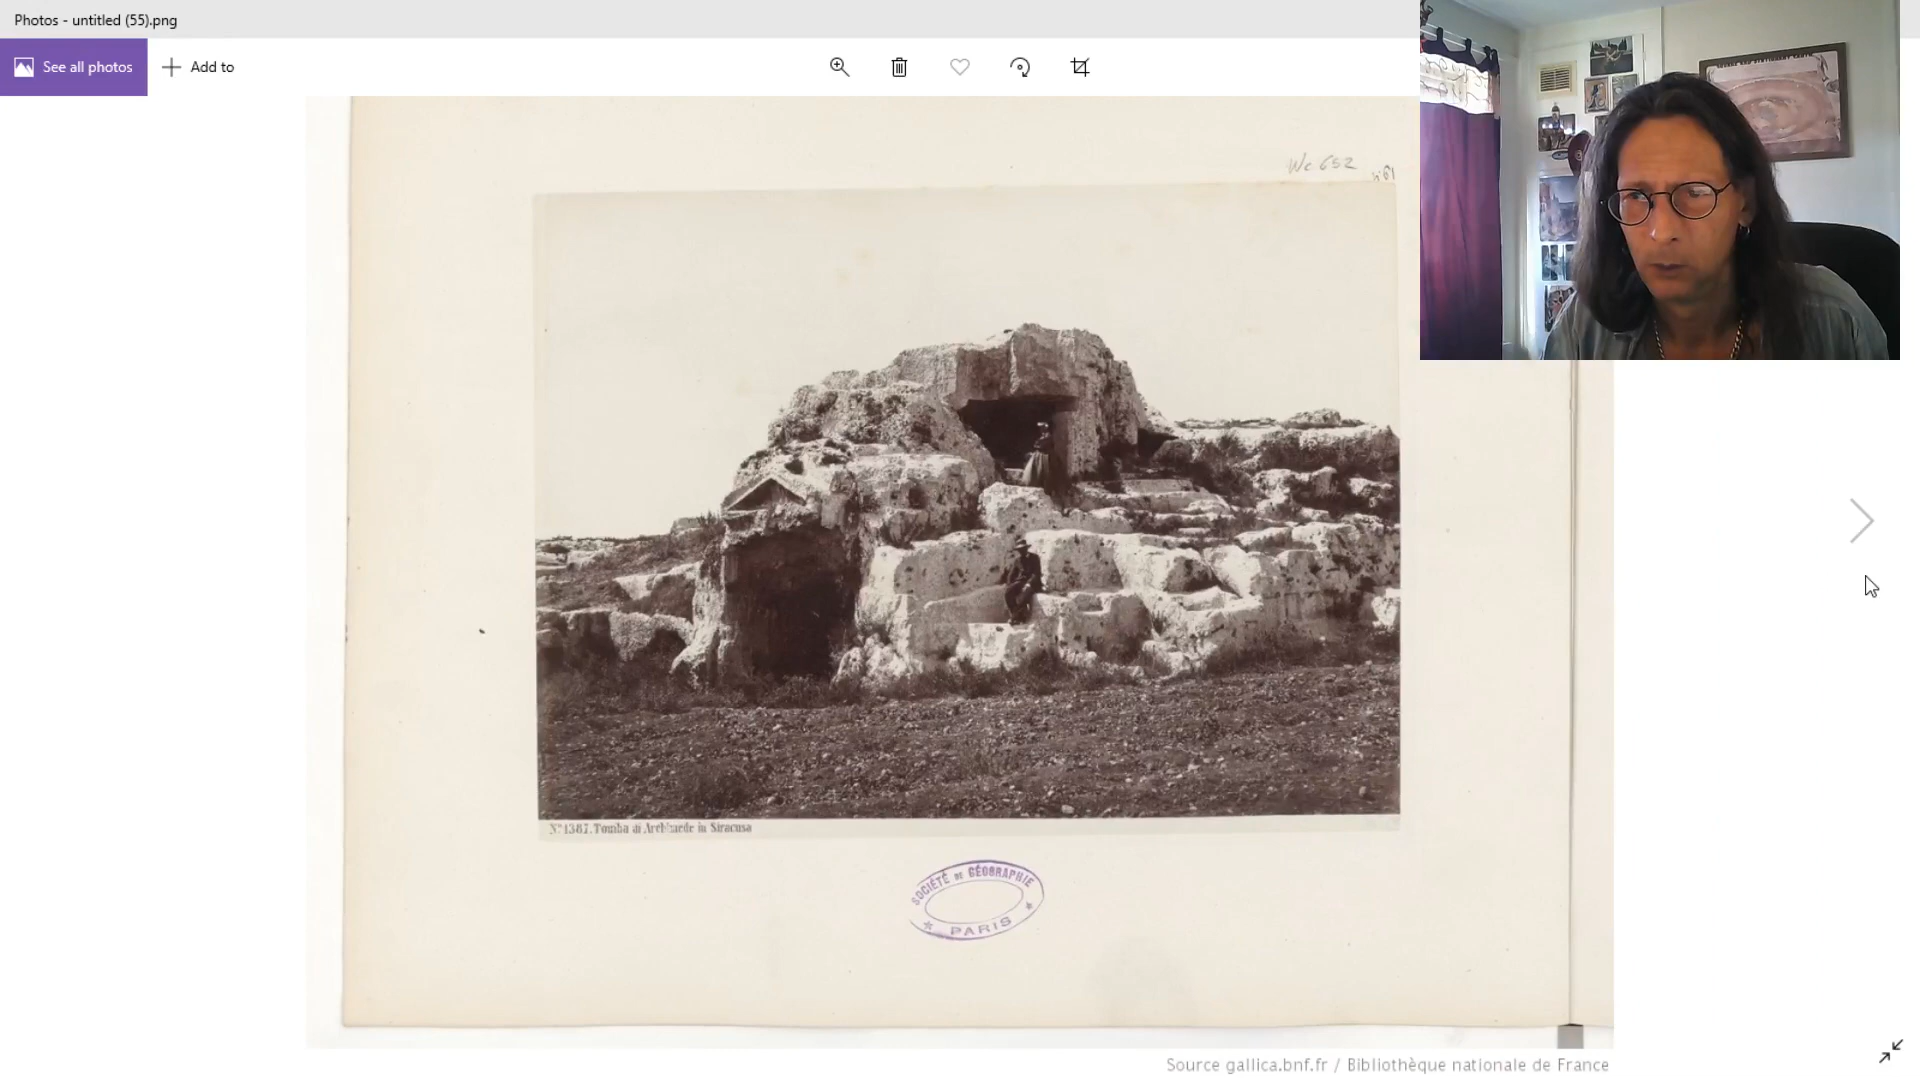 Photos - untitled (55).png
See all photos
Add to
Wc 652
N° 1387. Tomba di Archimede in Siracusa
SOCIÉTÉ DE GÉOGRAPHIE
PARIS
Source gallica.bnf.fr / Bibliothèque nationale de France